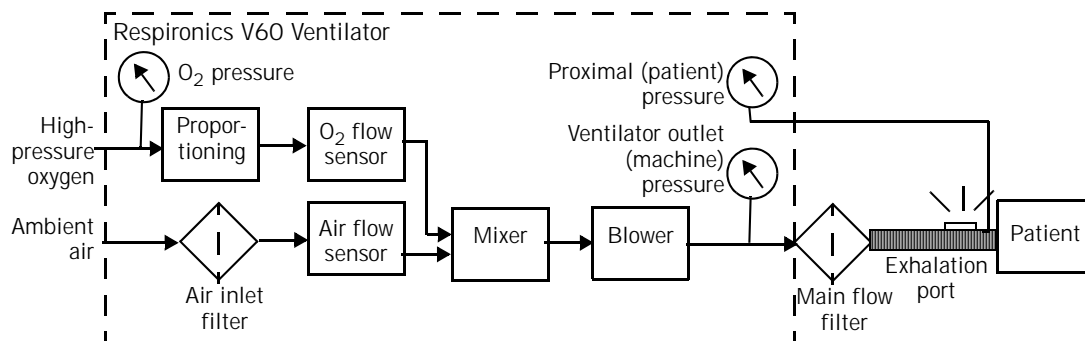 Respironics V60 Ventilator
O2 pressure
High-
pressure
oxygen
Propor-
tioning
O2 flow
sensor
Proximal (patient)
pressure
Ventilator outlet
(machine)
pressure
Ambient
air
Air inlet
filter
Air flow
sensor
Mixer
Blower
Main flow
filter
Exhalation
port
Patient